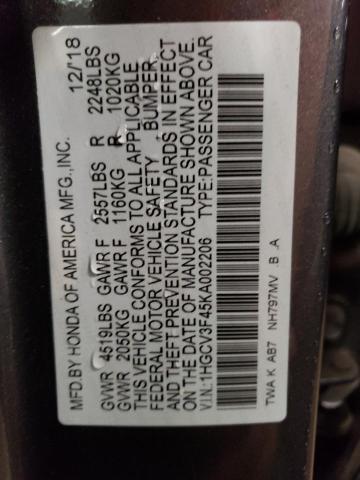 MFD.BY HONDA OF AMERICA MFG.,INC. 12/18
GVWR 4519LBS GAWR F 2557LBS R 2248LBS
GVWR 2050KG GAWR F 1160KG R 1020KG
THIS VEHICLE CONFORMS TO ALL APPLICABLE
FEDERAL MOTOR VEHICLE SAFETY , BUMPER,
AND THEFT PREVENTION STANDARDS IN EFFECT
ON THE DATE OF MANUFACTURE SHOWN ABOVE.
V.I.N.:1HGCV3F45KA002206 TYPE:PASSENGER CAR
TWA K AB7 NH797MV B .A